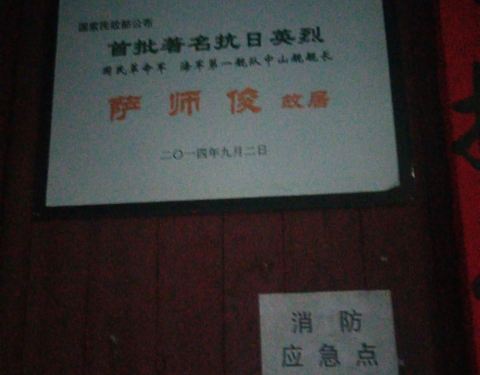 国家民政部公布
首批著名抗日英烈
国民革命军 海军第一舰队中山舰舰长
萨师俊 故居
二〇一四年九月二日
消防
应急点